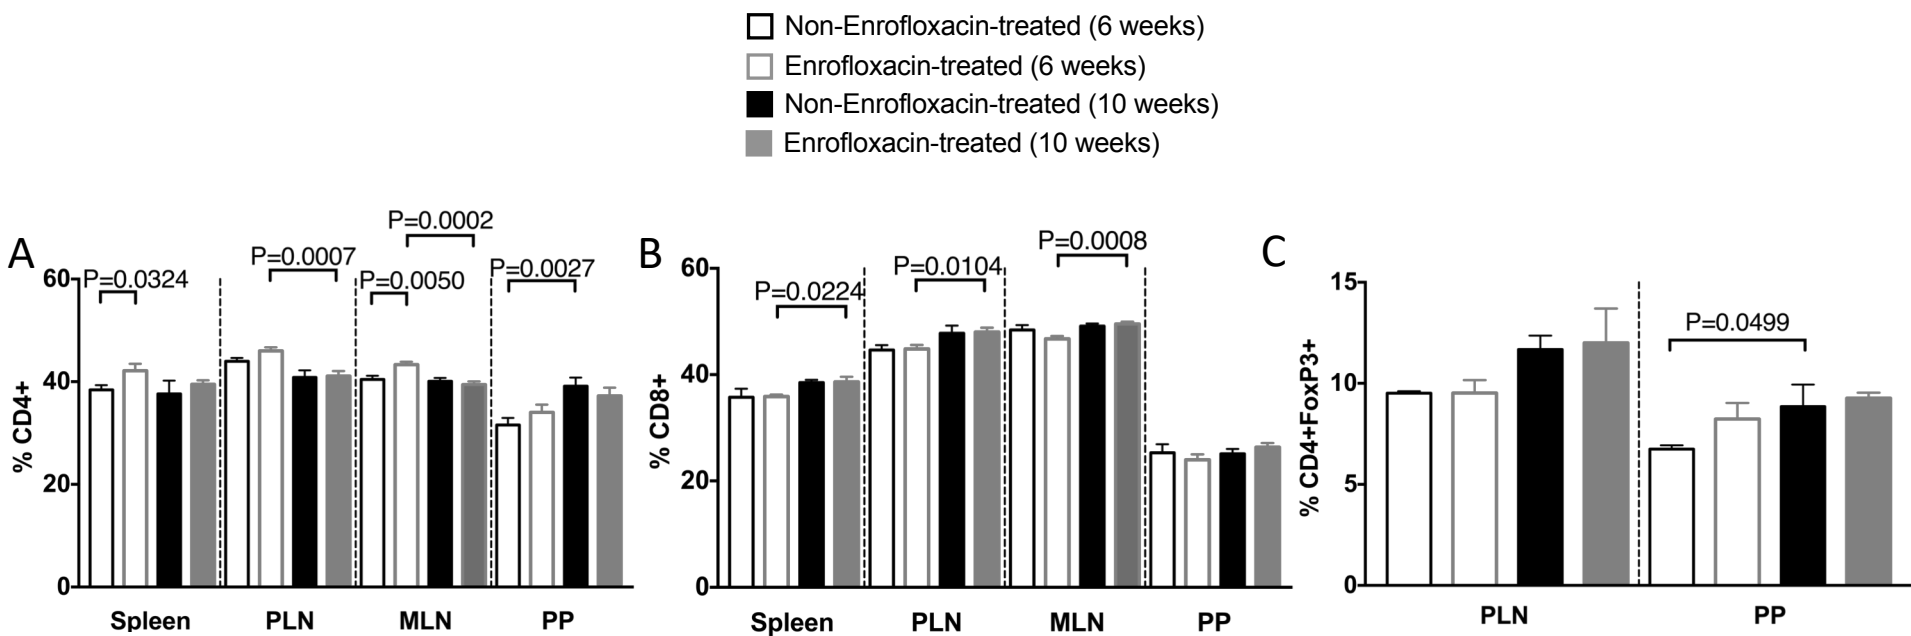 Non-Enrofloxacin-treated (6 weeks)
Enrofloxacin-treated (6 weeks)
Non-Enrofloxacin-treated (10 weeks)
Enrofloxacin-treated (10 weeks)
A
P=0.0324
P=0.0007
P=0.0002
P=0.0050
P=0.0027
60
40
20
0
% CD4+
Spleen PLN MLN PP
B
P=0.0224
P=0.0104
P=0.0008
60
40
20
0
% CD8+
Spleen PLN MLN PP
C
P=0.0499
15
10
5
0
% CD4+FoxP3+
PLN PP